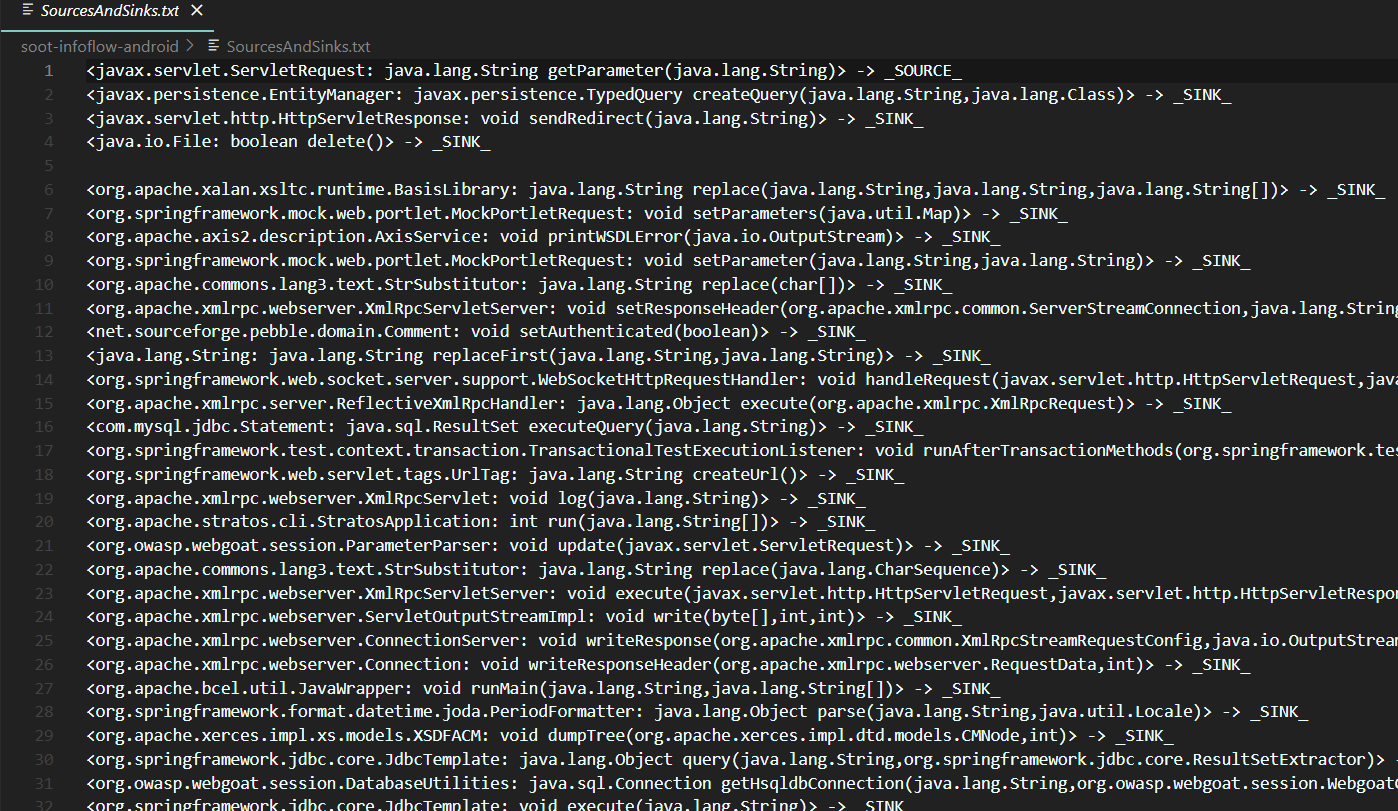 SourcesAndSinks.txt ×
soot-infoflow-android > SourcesAndSinks.txt
1 <javax.servlet.ServletRequest: java.lang.String getParameter(java.lang.String)> -> _SOURCE_
2 <javax.persistence.EntityManager: javax.persistence.TypedQuery createQuery(java.lang.String,java.lang.Class)> -> _SINK_
3 <javax.servlet.http.HttpServletResponse: void sendRedirect(java.lang.String)> -> _SINK_
4 <java.io.File: boolean delete()> -> _SINK_
5
6 <org.apache.xalan.xsltc.runtime.BasisLibrary: java.lang.String replace(java.lang.String,java.lang.String,java.lang.String[])> -> _SINK_
7 <org.springframework.mock.web.portlet.MockPortletRequest: void setParameters(java.util.Map)> -> _SINK_
8 <org.apache.axis2.description.AxisService: void printWSDLError(java.io.OutputStream)> -> _SINK_
9 <org.springframework.mock.web.portlet.MockPortletRequest: void setParameter(java.lang.String,java.lang.String)> -> _SINK_
10 <org.apache.commons.lang3.text.StrSubstitutor: java.lang.String replace(char[])> -> _SINK_
11 <org.apache.xmlrpc.webserver.XmlRpcServletServer: void setResponseHeader(org.apache.xmlrpc.common.ServerStreamConnection,java.lang.String
12 <net.sourceforge.pebble.domain.Comment: void setAuthenticated(boolean)> -> _SINK_
13 <java.lang.String: java.lang.String replaceFirst(java.lang.String,java.lang.String)> -> _SINK_
14 <org.springframework.web.socket.server.support.WebSocketHttpRequestHandler: void handleRequest(javax.servlet.http.HttpServletRequest,java
15 <org.apache.xmlrpc.server.ReflectiveXmlRpcHandler: java.lang.Object execute(org.apache.xmlrpc.XmlRpcRequest)> -> _SINK_
16 <com.mysql.jdbc.Statement: java.sql.ResultSet executeQuery(java.lang.String)> -> _SINK_
17 <org.springframework.test.context.transaction.TransactionalTestExecutionListener: void runAfterTransactionMethods(org.springframework.tes
18 <org.springframework.web.servlet.tags.UrlTag: java.lang.String createUrl()> -> _SINK_
19 <org.apache.xmlrpc.webserver.XmlRpcServlet: void log(java.lang.String)> -> _SINK_
20 <org.apache.stratos.cli.StratosApplication: int run(java.lang.String[])> -> _SINK_
21 <org.owasp.webgoat.session.ParameterParser: void update(javax.servlet.ServletRequest)> -> _SINK_
22 <org.apache.commons.lang3.text.StrSubstitutor: java.lang.String replace(java.lang.CharSequence)> -> _SINK_
23 <org.apache.xmlrpc.webserver.XmlRpcServletServer: void execute(javax.servlet.http.HttpServletRequest,javax.servlet.http.HttpServletRespon
24 <org.apache.xmlrpc.webserver.ServletOutputStreamImpl: void write(byte[],int,int)> -> _SINK_
25 <org.apache.xmlrpc.webserver.ConnectionServer: void writeResponse(org.apache.xmlrpc.common.XmlRpcStreamRequestConfig,java.io.OutputStream
26 <org.apache.xmlrpc.webserver.Connection: void writeResponseHeader(org.apache.xmlrpc.webserver.RequestData,int)> -> _SINK_
27 <org.apache.bcel.util.JavaWrapper: void runMain(java.lang.String,java.lang.String[])> -> _SINK_
28 <org.springframework.format.datetime.joda.PeriodFormatter: java.lang.Object parse(java.lang.String,java.util.Locale)> -> _SINK_
29 <org.apache.xerces.impl.xs.models.XSDFACM: void dumpTree(org.apache.xerces.impl.dtd.models.CMNode,int)> -> _SINK_
30 <org.springframework.jdbc.core.JdbcTemplate: java.lang.Object query(java.lang.String,org.springframework.jdbc.core.ResultSetExtractor)> -
31 <org.owasp.webgoat.session.DatabaseUtilities: java.sql.Connection getHsqldbConnection(java.lang.String,org.owasp.webgoat.session.WebgoatC
32 <org.springframework.jdbc.core.JdbcTemplate: void execute(java.lang.String)> -> _SINK_